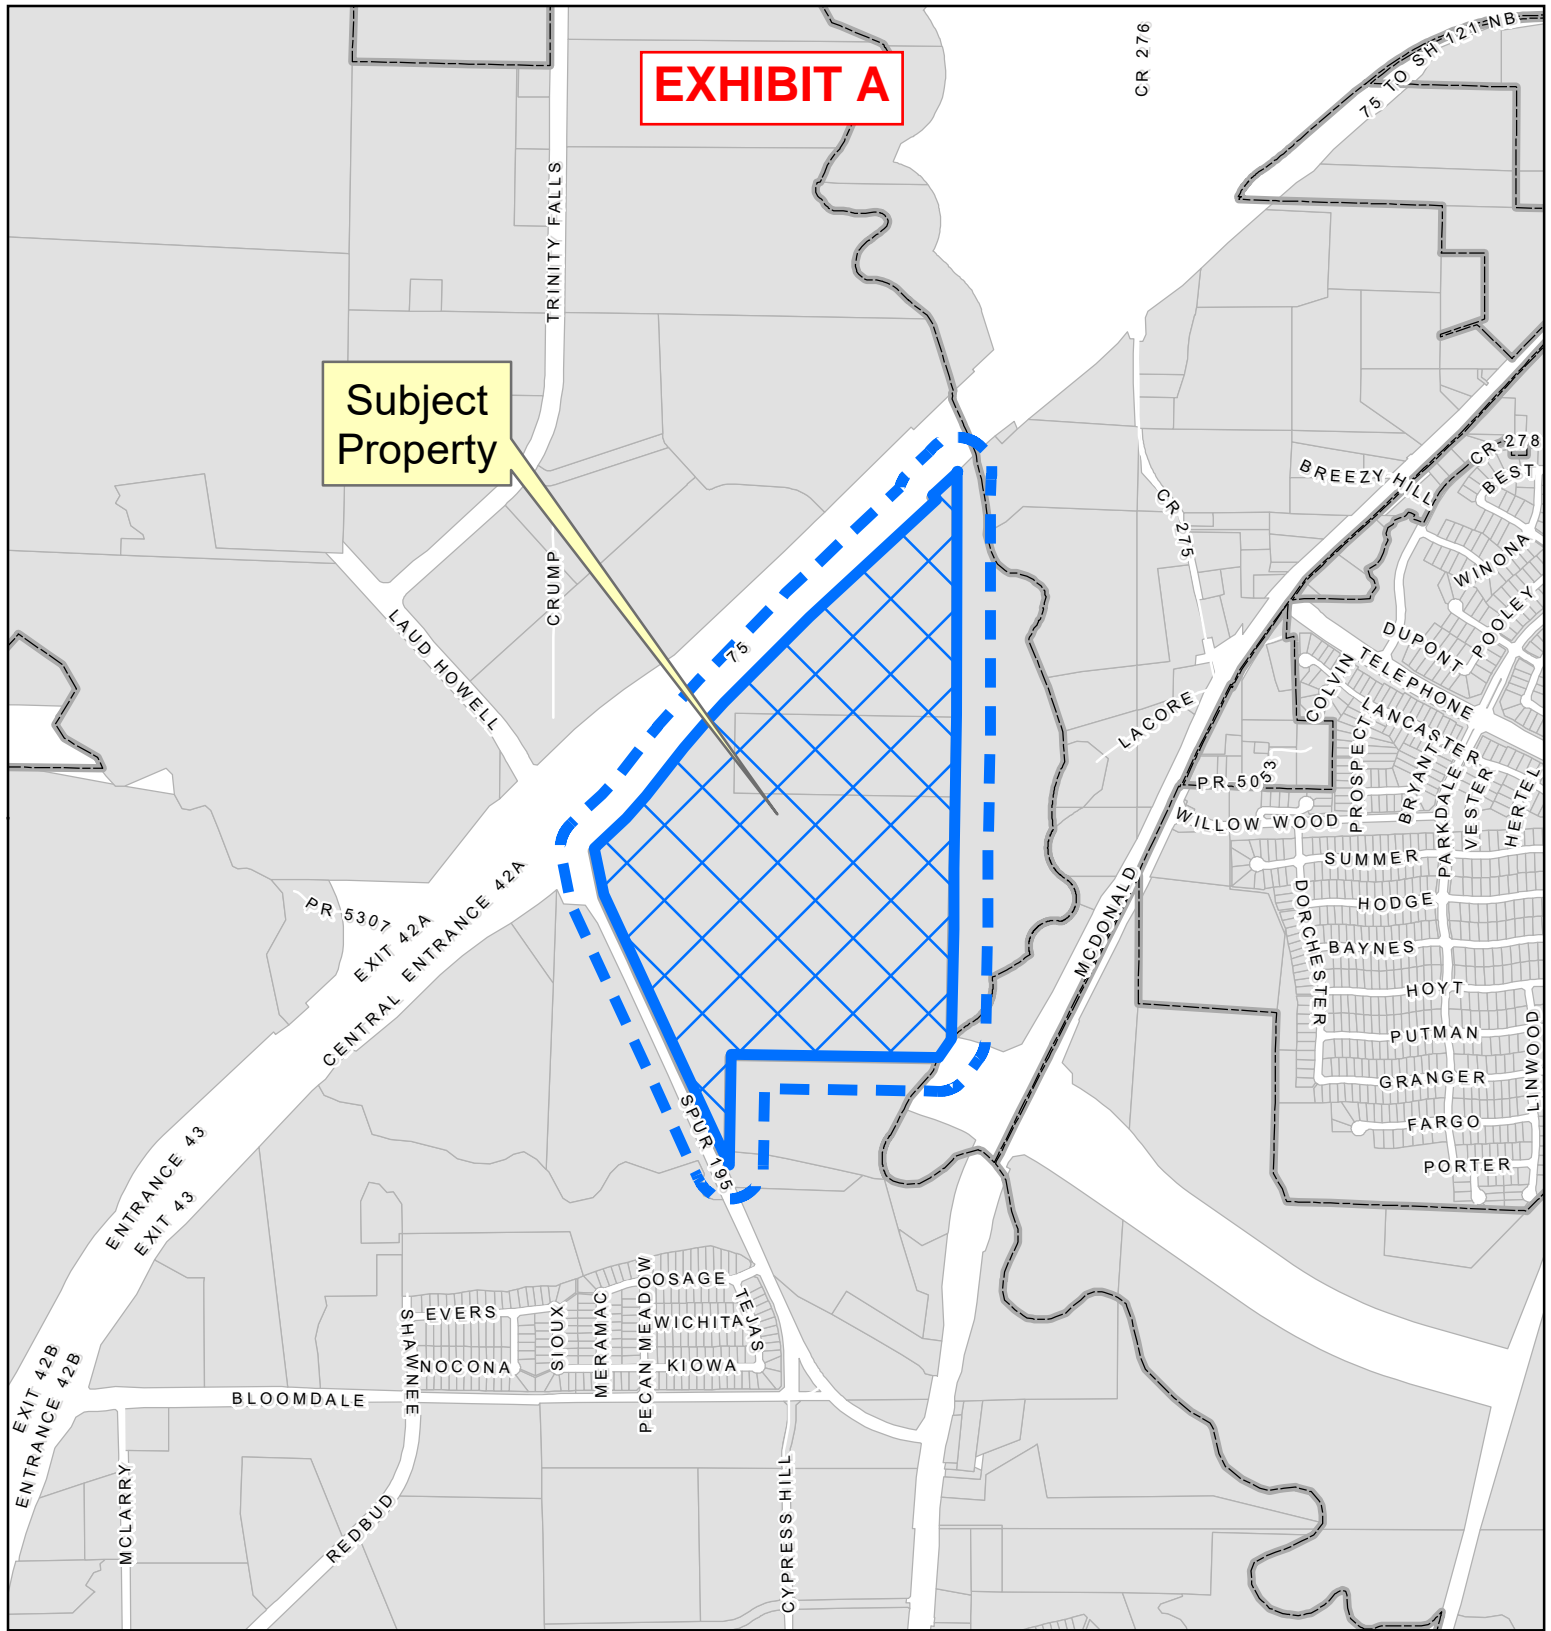 EXHIBIT A
CR 276
75 TO SH 121 NB
TRINITY FALLS
Subject
Property
CR 278
BEST
BREEZY HILL
CR 275
WINONA
POOLEY
CRUMP
LAUD HOWELL
75
DUPONT
TELEPHONE
COLVIN
LANCASTER
LACORE
PROSPECT
BRYANT
PARKDALE
VESTER
HERTEL
PR 5053
WILLOW WOOD
SUMMER
DORCHESTER
HODGE
BAYNES
HOYT
PUTMAN
LINWOOD
GRANGER
FARGO
PORTER
MCDONALD
PR 5307
EXIT 42A
CENTRAL
ENTRANCE 42A
SPUR 195
ENTRANCE 43
EXIT 43
OSAGE
EVERS
SIOUX
MERAMAC
PECAN MEADOW
WICHITA
TEJAS
SHAWNEE
NOCONA
KIOWA
EXIT 42B
ENTRANCE 42B
BLOOMDALE
MCLARRY
REDBUD
CYPRESS HILL